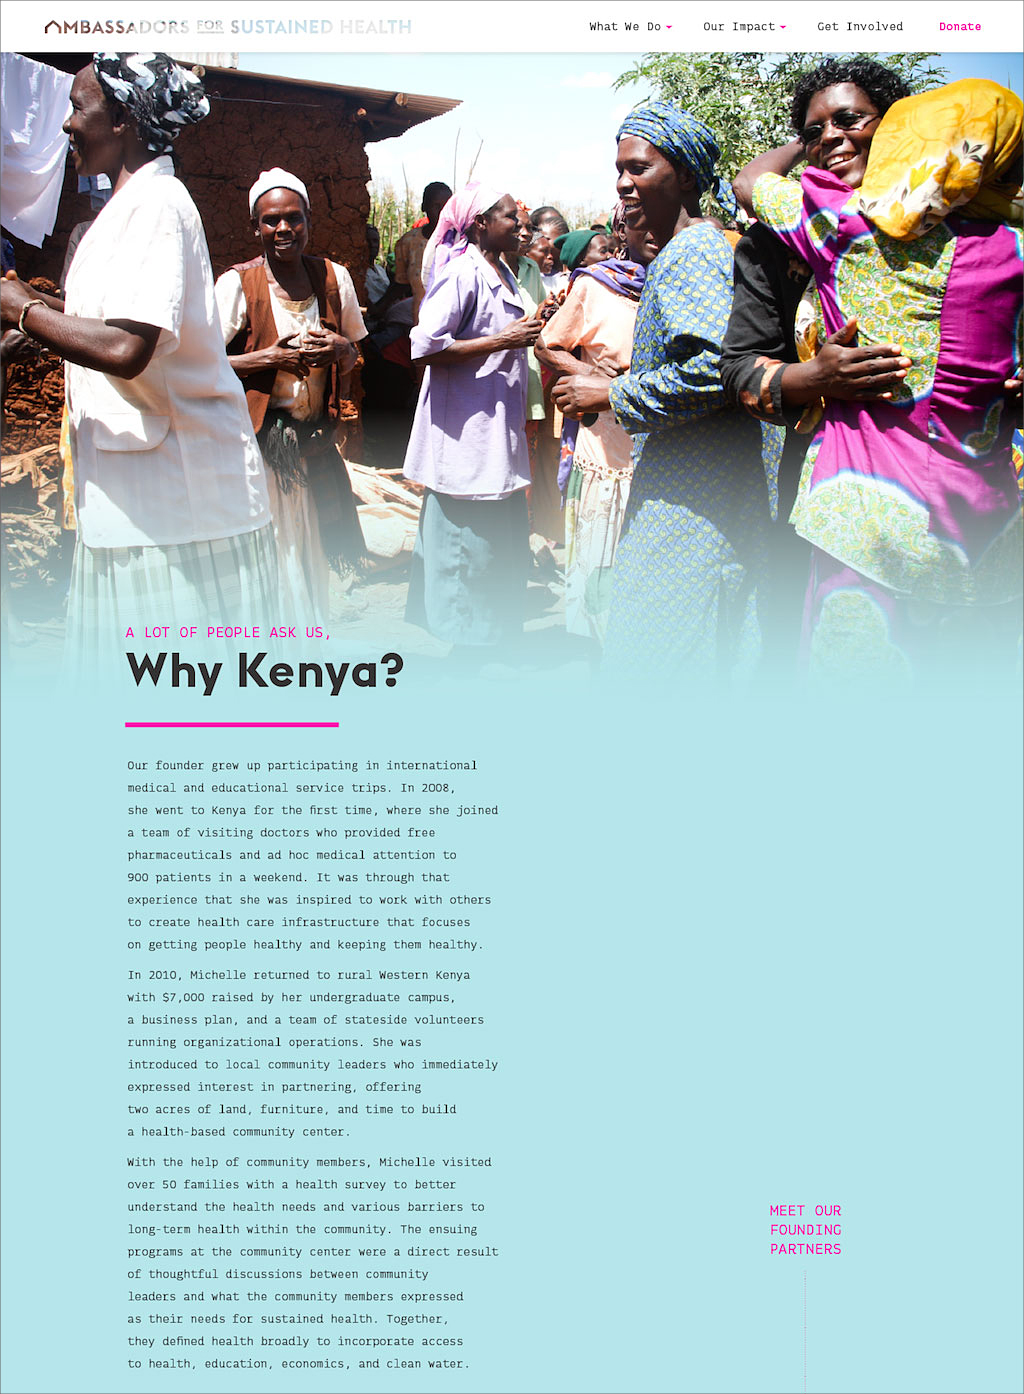 AMBASSADORS FOR SUSTAINED HEALTH
What We Do
Our Impact
Get Involved
Donate
A LOT OF PEOPLE ASK US,
Why Kenya?
Our founder grew up participating in international
medical and educational service trips. In 2008,
she went to Kenya for the first time, where she joined
a team of visiting doctors who provided free
pharmaceuticals and ad hoc medical attention to
900 patients in a weekend. It was through that
experience that she was inspired to work with others
to create health care infrastructure that focuses
on getting people healthy and keeping them healthy.
In 2010, Michelle returned to rural Western Kenya
with $7,000 raised by her undergraduate campus,
a business plan, and a team of stateside volunteers
running organizational operations. She was
introduced to local community leaders who immediately
expressed interest in partnering, offering
two acres of land, furniture, and time to build
a health-based community center.
With the help of community members, Michelle visited
over 50 families with a health survey to better
understand the health needs and various barriers to
long-term health within the community. The ensuing
programs at the community center were a direct result
of thoughtful discussions between community
leaders and what the community members expressed
as their needs for sustained health. Together,
they defined health broadly to incorporate access
to health, education, economics, and clean water.
MEET OUR
FOUNDING
PARTNERS